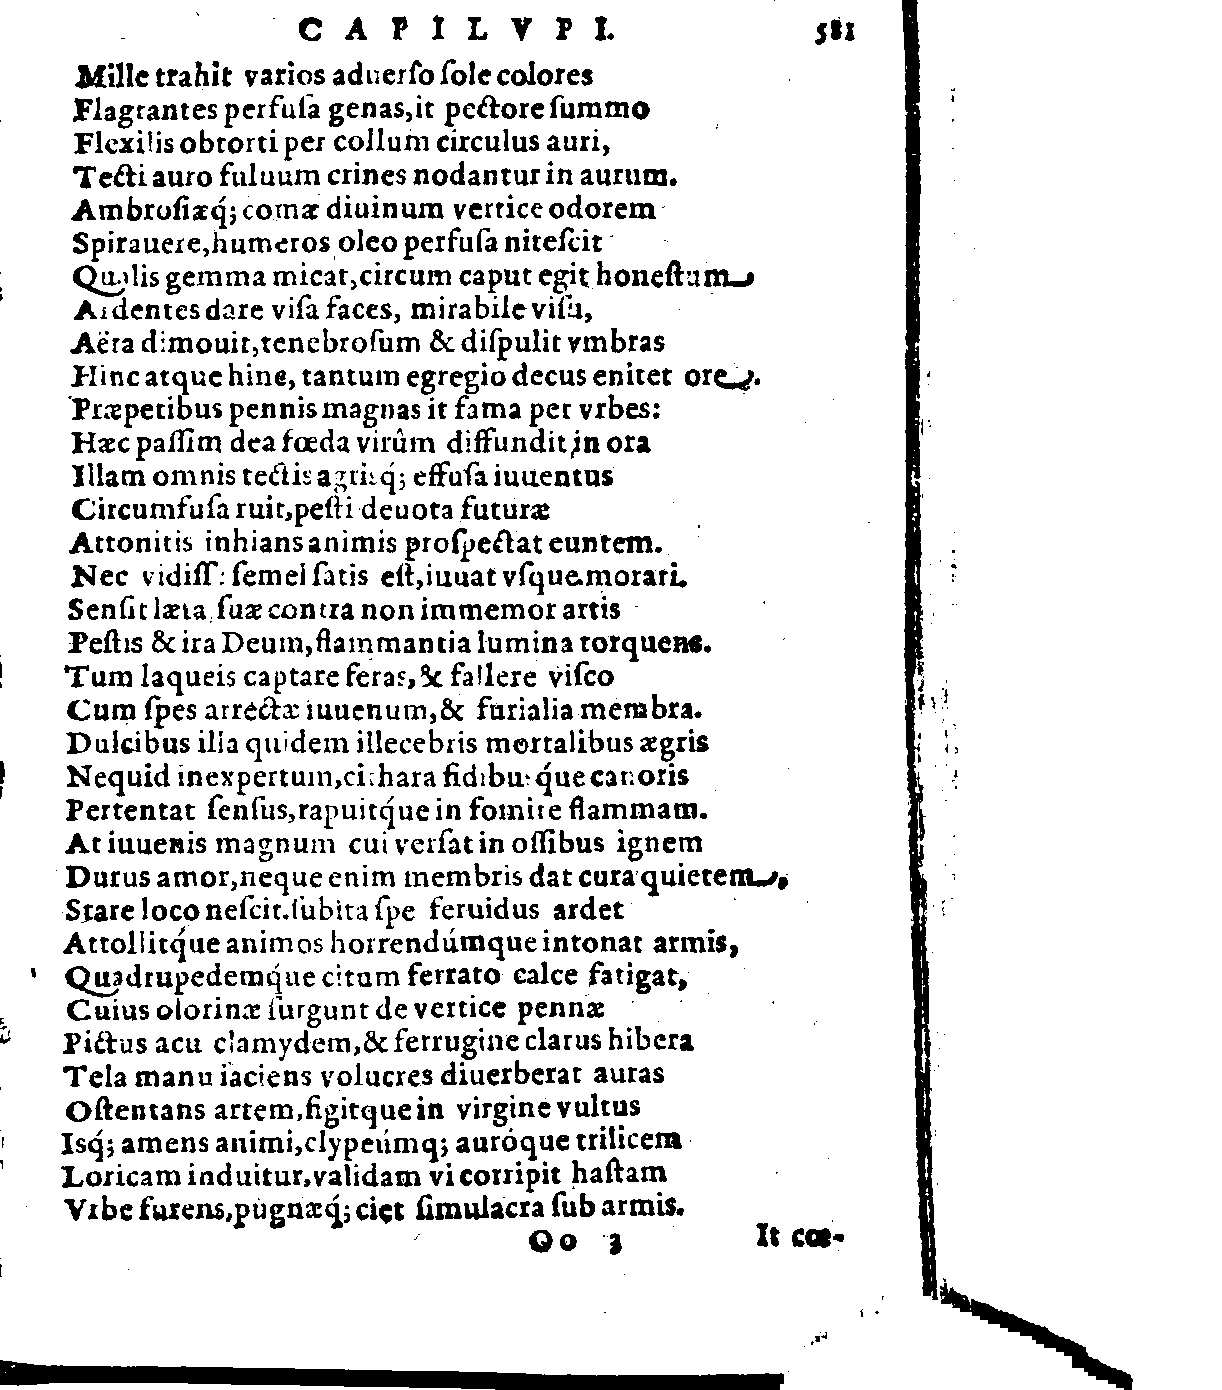 CAPILVPI. 581
Mille trahit varios aduerſo ſole colores
Flagrantes perfuſa genas, it pectore ſummo
Flexilis obtorti per collum circulus auri,
Tecti auro fuluum crines nodantur in aurum.
Ambroſiæq́; comæ diuinum vertice odorem
Spirauere, humeros oleo perfuſa niteſcit
Qualis gemma micat, circum caput egit honeſtum
Ardentes dare viſa faces, mirabile viſu,
Aëra dimouit, tenebroſum & diſpulit vmbras
Hinc atque hinc, tantum egregio decus enitet ore.
Præpetibus pennis magnas it fama per vrbes:
Hæc paſſim dea fœda virûm diffundit in ora
Illam omnis tectis agriſq́; effuſa iuuentus
Circumfuſa ruit, peſti deuota futuræ
Attonitis inhians animis proſpectat euntem.
Nec vidiſſ: ſemel ſatis eſt, iuuat vſque morari.
Senſit læta ſuæ contra non immemor artis
Peſtis & ira Deum, flammantia lumina torquens.
Tum laqueis captare feras, & fallere viſco
Cum ſpes arrectæ iuuenum, & furialia membra.
Dulcibus illa quidem illecebris mortalibus ægris
Nequid inexpertum, cithara fidibuſq́ue canoris
Pertentat ſenſus, rapuitq́ue in fomite flammam.
At iuuenis magnum cui verſat in oſſibus ignem
Durus amor, neque enim membris dat cura quietem,
Stare loco neſcit. ſubita ſpe feruidus ardet
Attollitq́ue animos horrendúmque intonat armis,
Quadrupedemq́ue citum ferrato calce fatigat,
Cuius olorinæ ſurgunt de vertice pennæ
Pictus acu clamydem, & ferrugine clarus hibera
Tela manu iaciens volucres diuerberat auras
Oſtentans artem, figitque in virgine vultus
Isq́; amens animi, clypeúmq; auróque trilicem
Loricam induitur, validam vi corripit haſtam
Vrbe furens, pugnæq́; ciet ſimulacra ſub armis.
Oo 3 It cœ-